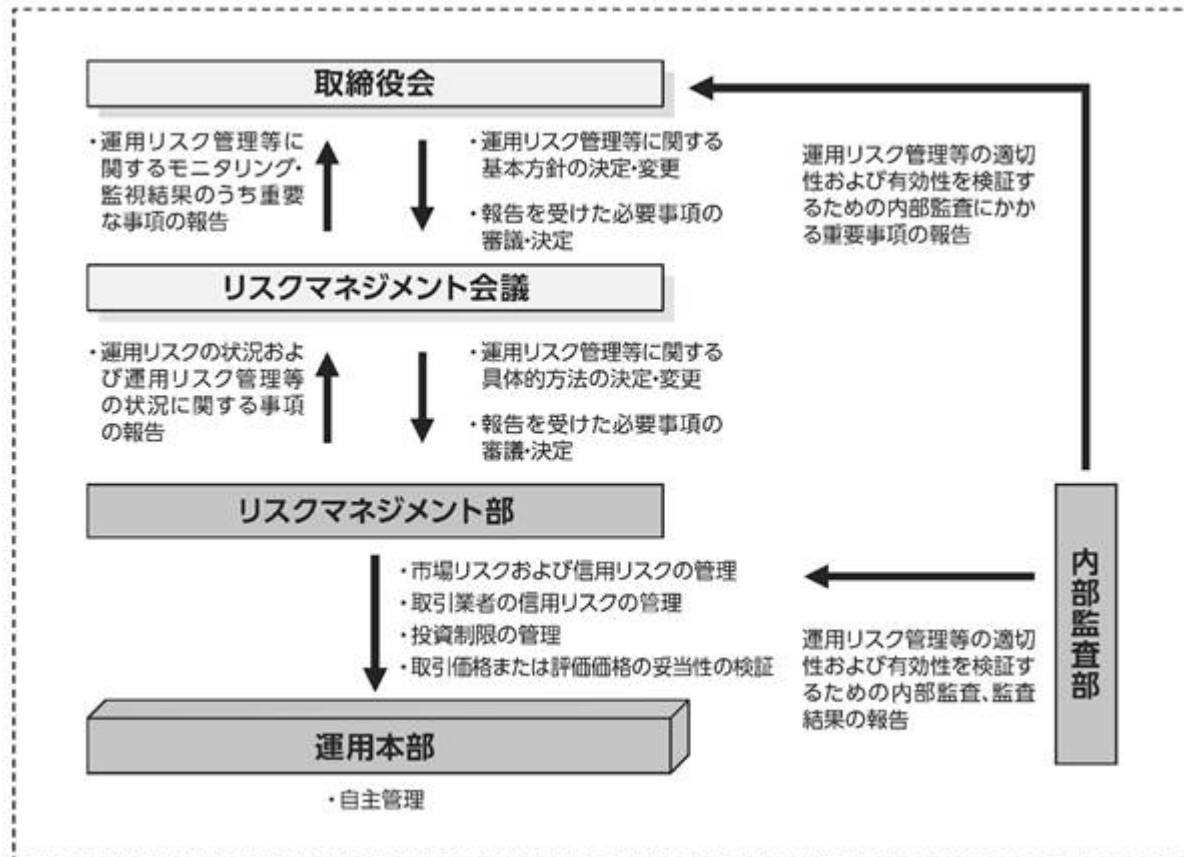 取締役会
・運用リスク管理等に
関するモニタリング・
監視結果のうち重要
な事項の報告
・運用リスク管理等に関する
基本方針の決定・変更
・報告を受けた必要事項の
審議・決定
運用リスク管理等の適切
性および有効性を検証す
るための内部監査にかか
る重要事項の報告
リスクマネジメント会議
・運用リスクの状況およ
び運用リスク管理等
の状況に関する事項
の報告
・運用リスク管理等に関する
具体的方法の決定・変更
・報告を受けた必要事項の
審議・決定
リスクマネジメント部
・市場リスクおよび信用リスクの管理
・取引業者の信用リスクの管理
・投資制限の管理
・取引価格または評価価格の妥当性の検証
内部監査部
運用リスク管理等の適切
性および有効性を検証す
るための内部監査、監査
結果の報告
運用本部
・自主管理